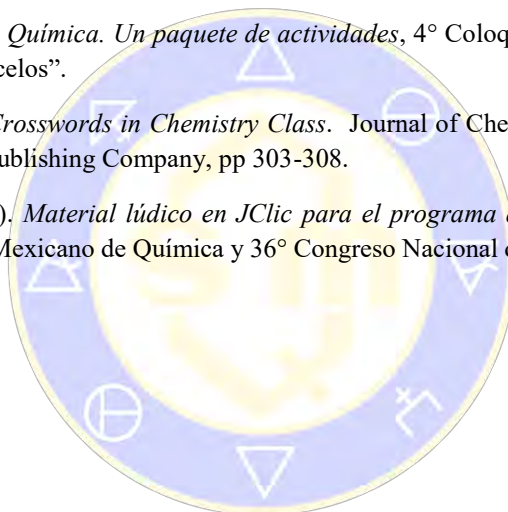 Química. Un paquete de actividades, 4° Coloq
celos”.
Crosswords in Chemistry Class. Journal of Che
ublishing Company, pp 303-308.
). Material lúdico en JClic para el programa
Mexicano de Química y 36° Congreso Nacional